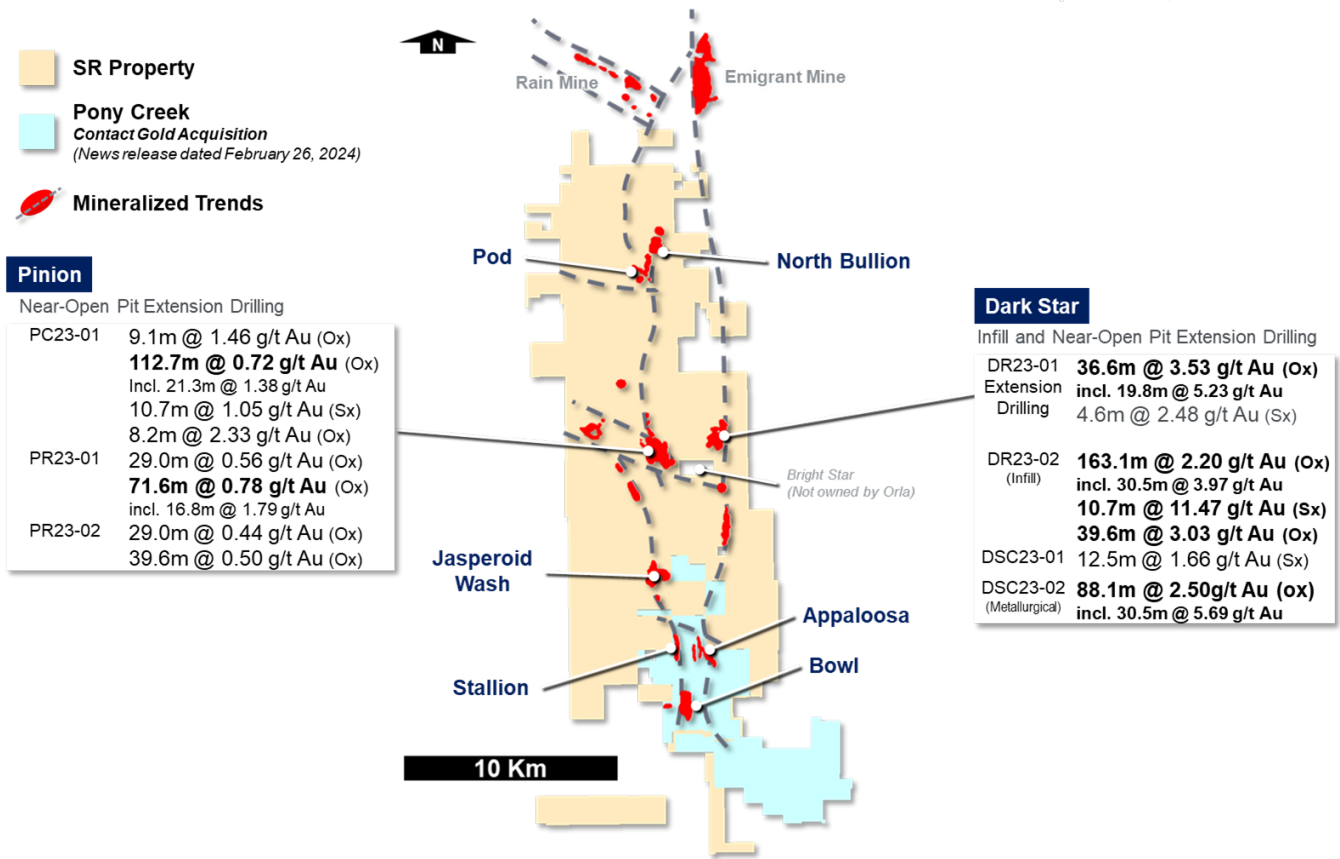 N
SR Property
Pony Creek
Contact Gold Acquisition
(News release dated February 26, 2024)
Mineralized Trends
Rain Mine
Emigrant Mine
Pod
North Bullion
Pinion
Near-Open Pit Extension Drilling
PC23-01 9.1m @ 1.46 g/t Au (Ox)
112.7m @ 0.72 g/t Au (Ox)
Incl. 21.3m @ 1.38 g/t Au
10.7m @ 1.05 g/t Au (Sx)
8.2m @ 2.33 g/t Au (Ox)
PR23-01 29.0m @ 0.56 g/t Au (Ox)
71.6m @ 0.78 g/t Au (Ox)
incl. 16.8m @ 1.79 g/t Au
PR23-02 29.0m @ 0.44 g/t Au (Ox)
39.6m @ 0.50 g/t Au (Ox)
Dark Star
Infill and Near-Open Pit Extension Drilling
DR23-01 36.6m @ 3.53 g/t Au (Ox)
Extension incl. 19.8m @ 5.23 g/t Au
Drilling 4.6m @ 2.48 g/t Au (Sx)
DR23-02 163.1m @ 2.20 g/t Au (Ox)
(Infill) incl. 30.5m @ 3.97 g/t Au
10.7m @ 11.47 g/t Au (Sx)
39.6m @ 3.03 g/t Au (Ox)
DSC23-01 12.5m @ 1.66 g/t Au (Sx)
DSC23-02 88.1m @ 2.50g/t Au (ox)
(Metallurgical) incl. 30.5m @ 5.69 g/t Au
Bright Star
(Not owned by Orla)
Jasperoid
Wash
Appaloosa
Bowl
Stallion
10 Km